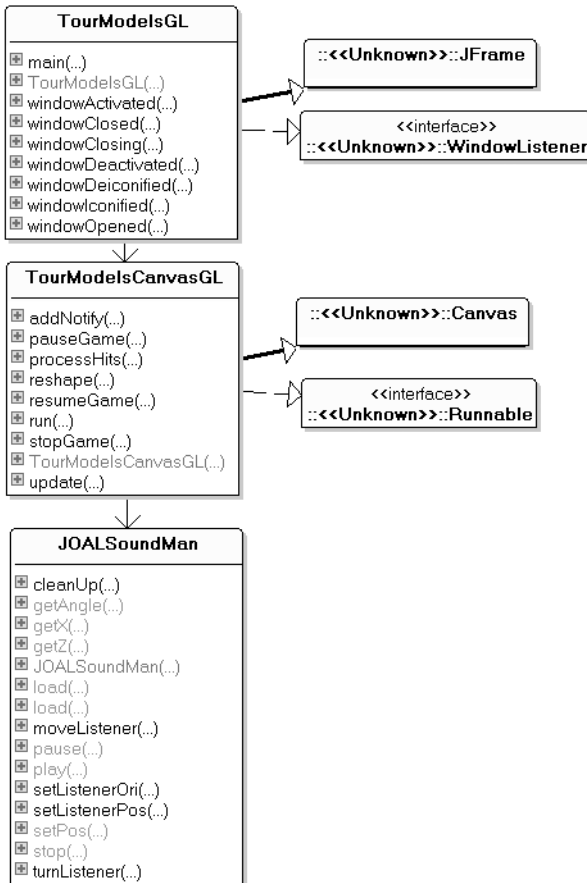 TourModelsGL
main(...)
TourModelsGL(...)
windowActivated(...)
windowClosed(...)
windowClosing(...)
windowDeactivated(...)
windowDeiconified(...)
windowIconified(...)
windowOpened(...)
::<<Unknown>>::JFrame
<<interface>>
::<<Unknown>>::WindowListener
TourModelsCanvasGL
addNotify(...)
pauseGame(...)
processHits(...)
reshape(...)
resumeGame(...)
run(...)
stopGame(...)
TourModelsCanvasGL(...)
update(...)
::<<Unknown>>::Canvas
<<interface>>
::<<Unknown>>::Runnable
JOALSoundMan
cleanUp(...)
getAngle(...)
getX(...)
getZ(...)
JOALSoundMan(...)
load(...)
load(...)
moveListener(...)
pause(...)
play(...)
setListenerOri(...)
setListenerPos(...)
setPos(...)
stop(...)
turnListener(...)